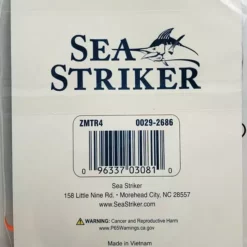 SEA
STRIKER
ZMTR4 0029-2686
0 96337 03081 0
Sea Striker
158 Little Nine Rd. • Morehead City, NC 28557
www.SeaStriker.com
WARNING: Cancer and Reproductive Harm
www.P65Warnings.ca.gov
Made in Vietnam